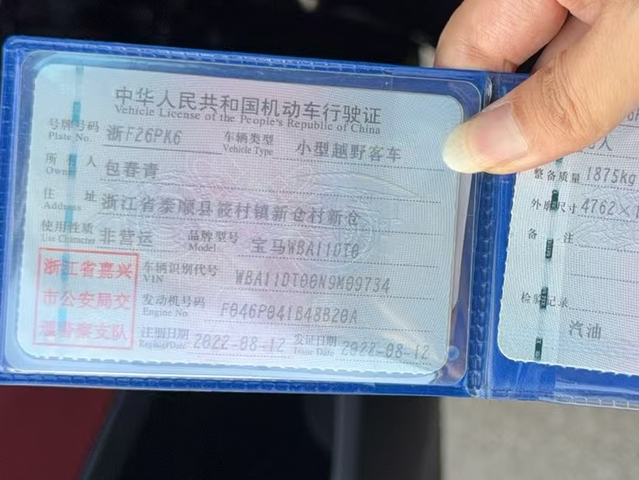 中华人民共和国机动车行驶证
Vehicle License of the People's Republic of China
号牌号码 浙F26PK6 车辆类型 小型越野客车
Plate No. Vehicle Type
所有人 包春青
Owner
住址 浙江省泰顺县筱村镇新仓村新仓
Address
使用性质 非营运 品牌型号 宝马WBA11DT0
Use Character Model
浙江省嘉兴
市公安局交
通警察支队
车辆识别代号 WBA11DT00N9M09734
VIN
发动机号码 F046P041B48B20A
Engine No.
注册日期 2022-08-12 发证日期 2022-08-12
Register Date Issue Date
人
整备质量 1875kg
外廓尺寸 4762×
备注
检验记录
汽油